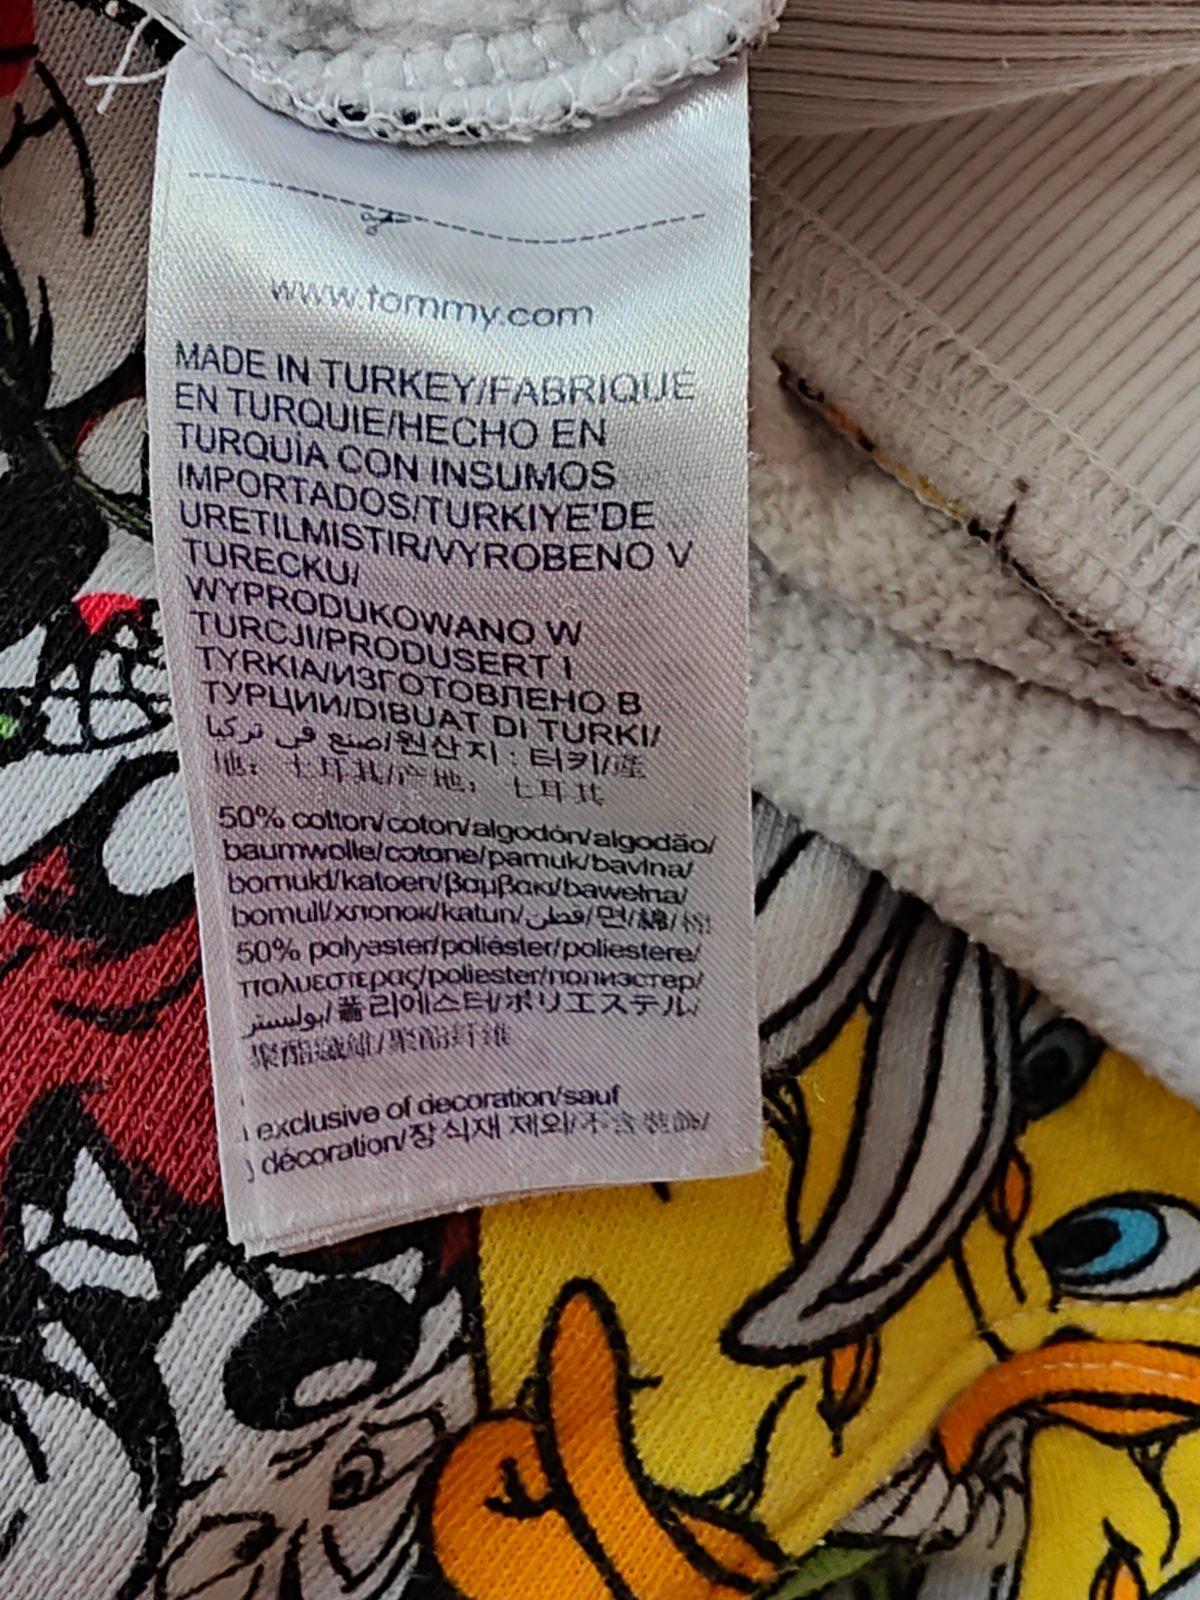 www.tommy.com
MADE IN TURKEY/FABRIQUE
EN TURQUIE/HECHO EN
TURQUÍA CON INSUMOS
IMPORTADOS/TURKIYE'DE
URETILMISTIR/VYROBENO V
TURECKU/
WYPRODUKOWANO W
TURCJI/PRODUSERT I
TYRKIA/ИЗГОТОВЛЕНО В
ТУРЦИИ/DIBUAT DI TURKI/
صنع في تركيا/원산지 : 터키/産
地: 土耳其/产地: 土耳其
50% cotton/coton/algodón/algodão/
baumwolle/cotone/pamuk/bavlna/
bomuld/katoen/βαμβακι/bawełna/
bomull/хлопок/katun/قطن/면/綿/棉
50% polyester/poliéster/poliestere/
πολυεστερας/poliester/полиэстер/
بوليستر/폴리에스터/ポリエステル/
聚酯纖維/聚酯纤维
exclusive of decoration/sauf
décoration/장식재 제외/不含装飾/